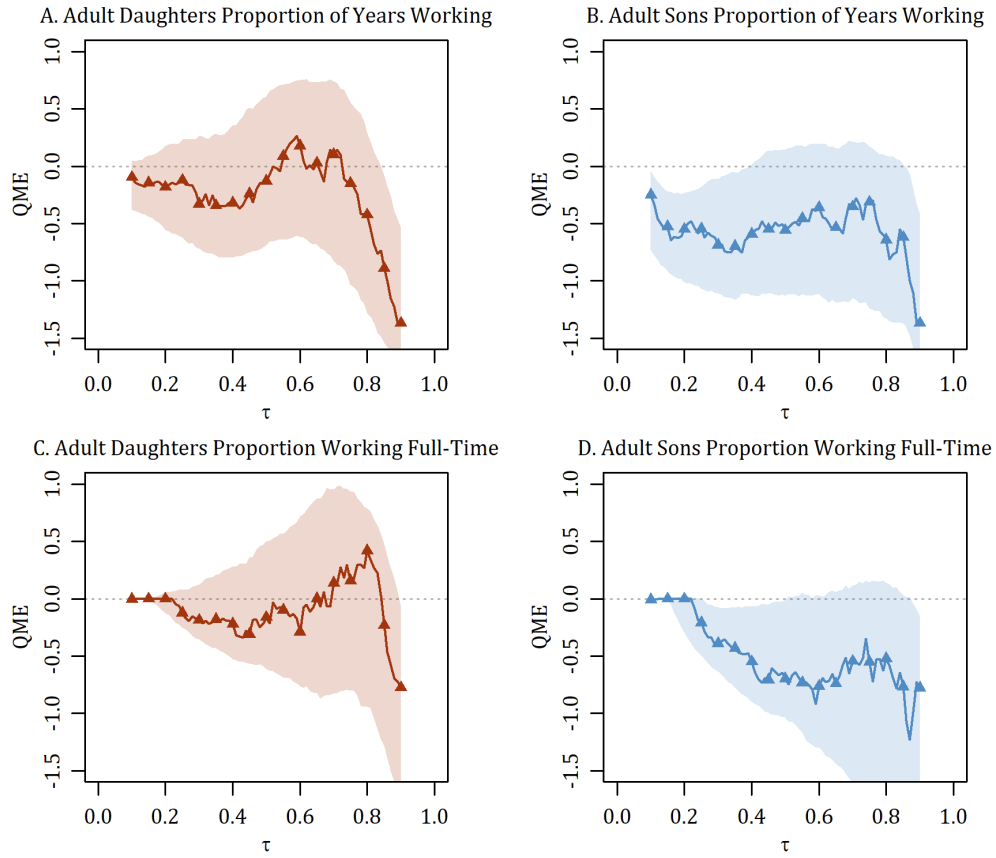 A. Adult Daughters Proportion of Years Working
QME
1.0
0.5
0.0
-0.5
-1.0
-1.5
0.0 0.2 0.4 0.6 0.8 1.0
τ
B. Adult Sons Proportion of Years Working
QME
1.0
0.5
0.0
-0.5
-1.0
-1.5
0.0 0.2 0.4 0.6 0.8 1.0
τ
C. Adult Daughters Proportion Working Full-Time
QME
1.0
0.5
0.0
-0.5
-1.0
-1.5
0.0 0.2 0.4 0.6 0.8 1.0
τ
D. Adult Sons Proportion Working Full-Time
QME
1.0
0.5
0.0
-0.5
-1.0
-1.5
0.0 0.2 0.4 0.6 0.8 1.0
τ